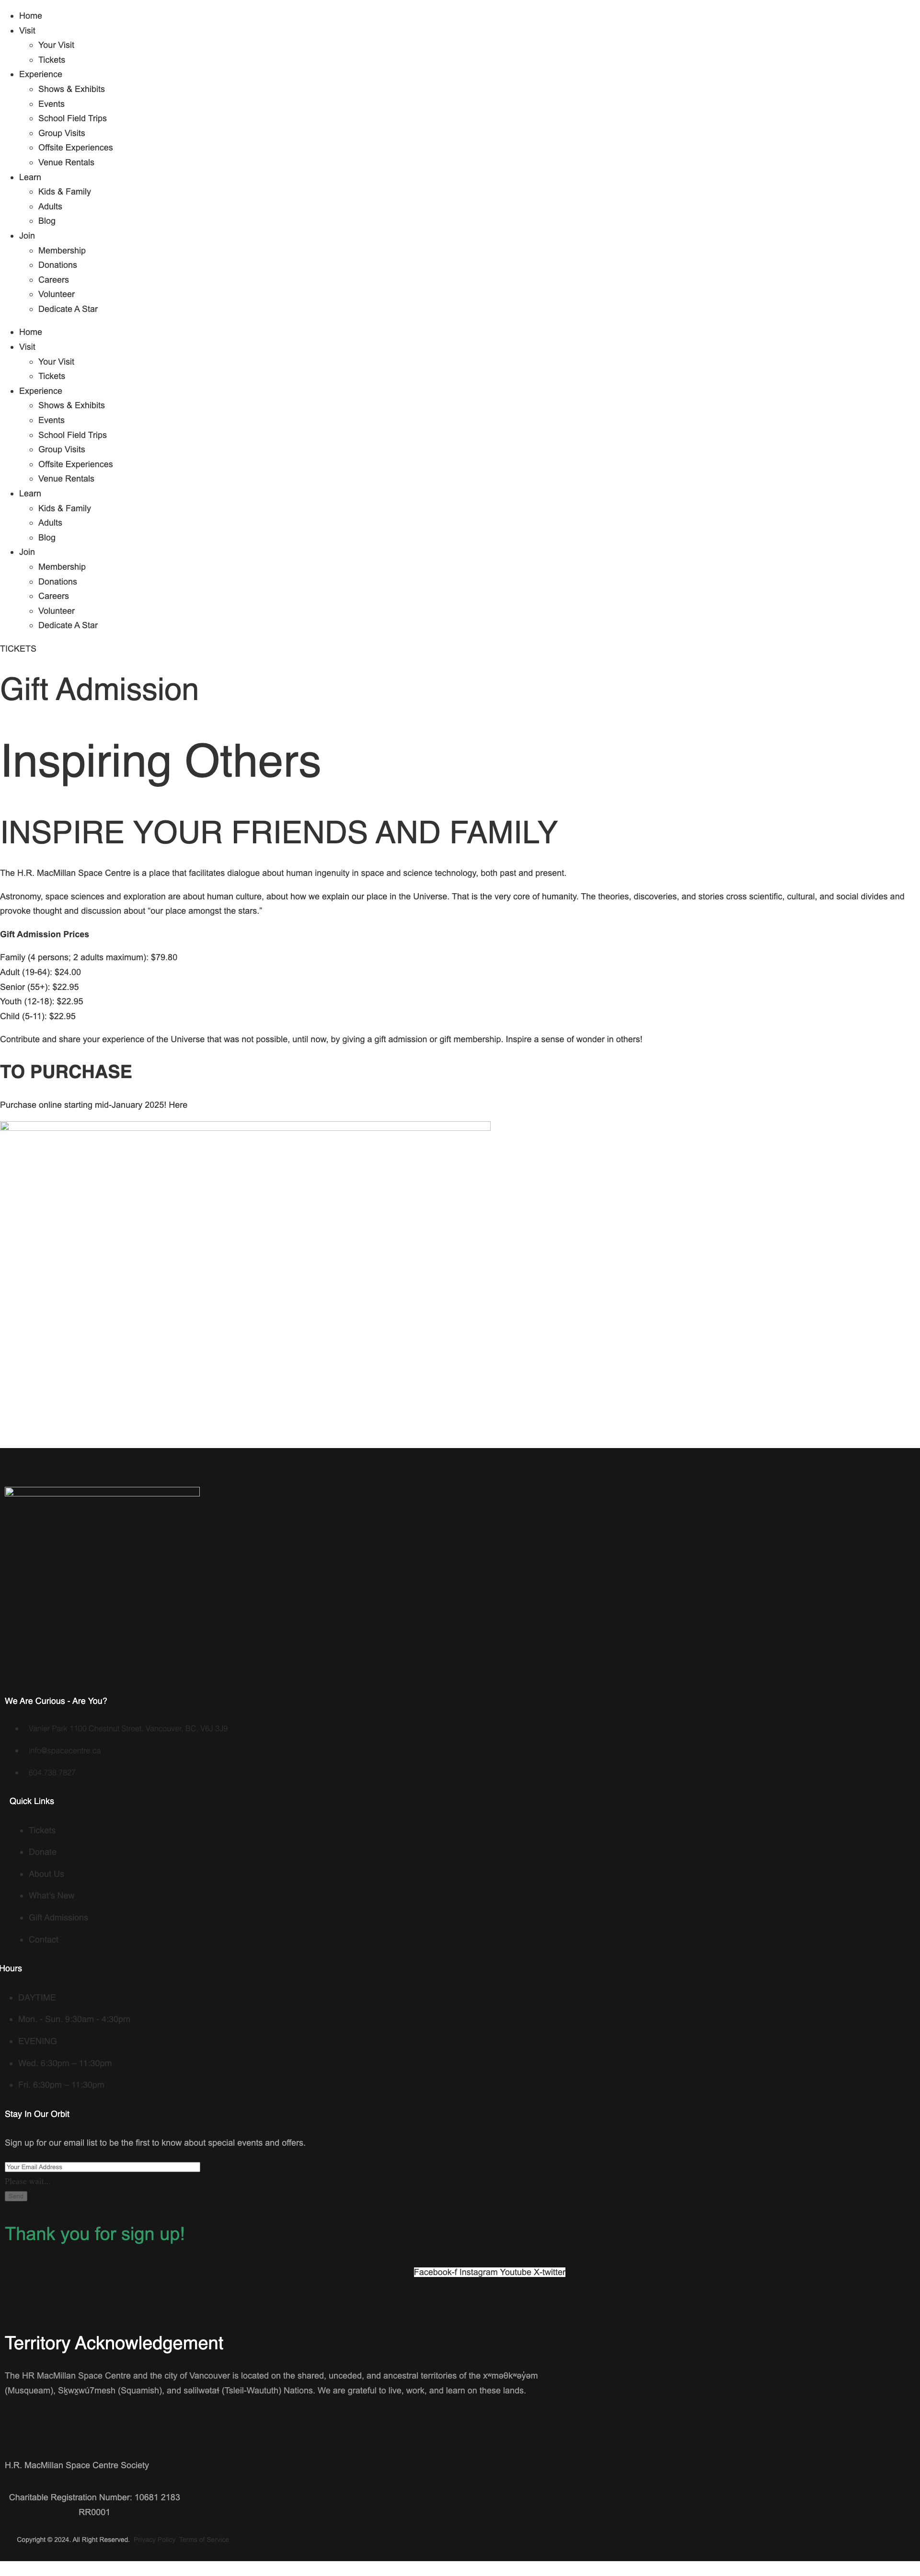 Home
Visit
Your Visit
Tickets
Experience
Shows & Exhibits
Events
School Field Trips
Group Visits
Offsite Experiences
Venue Rentals
Learn
Kids & Family
Adults
Blog
Join
Membership
Donations
Careers
Volunteer
Dedicate A Star
Home
Visit
Your Visit
Tickets
Experience
Shows & Exhibits
Events
School Field Trips
Group Visits
Offsite Experiences
Venue Rentals
Learn
Kids & Family
Adults
Blog
Join
Membership
Donations
Careers
Volunteer
Dedicate A Star
TICKETS
Gift Admission
Inspiring Others
INSPIRE YOUR FRIENDS AND FAMILY
The H.R. MacMillan Space Centre is a place that facilitates dialogue about human ingenuity in space and science technology, both past and present.
Astronomy, space sciences and exploration are about human culture, about how we explain our place in the Universe. That is the very core of humanity. The theories, discoveries, and stories cross scientific, cultural, and social divides and
provoke thought and discussion about “our place amongst the stars.”
Gift Admission Prices
Family (4 persons; 2 adults maximum): $79.80
Adult (19-64): $24.00
Senior (55+): $22.95
Youth (12-18): $22.95
Child (5-11): $22.95
Contribute and share your experience of the Universe that was not possible, until now, by giving a gift admission or gift membership. Inspire a sense of wonder in others!
TO PURCHASE
Purchase online starting mid-January 2025! Here
We Are Curious - Are You?
Vanier Park 1100 Chestnut Street, Vancouver, BC, V6J 3J9
info@spacecentre.ca
604.738.7827
Quick Links
Tickets
Donate
About Us
What's New
Gift Admissions
Contact
Hours
DAYTIME
Mon. - Sun. 9:30am - 4:30pm
EVENING
Wed. 6:30pm – 11:30pm
Fri. 6:30pm – 11:30pm
Stay In Our Orbit
Sign up for our email list to be the first to know about special events and offers.
Your Email Address
Please wait...
Send
Thank you for sign up!
Facebook-f Instagram Youtube X-twitter
Territory Acknowledgement
The HR MacMillan Space Centre and the city of Vancouver is located on the shared, unceded, and ancestral territories of the xʷməθkʷəy̓əm
(Musqueam), Sḵwx̱wú7mesh (Squamish), and səlilwətaɬ (Tsleil-Waututh) Nations. We are grateful to live, work, and learn on these lands.
H.R. MacMillan Space Centre Society
Charitable Registration Number: 10681 2183
RR0001
Copyright © 2024. All Right Reserved. Privacy Policy Terms of Service